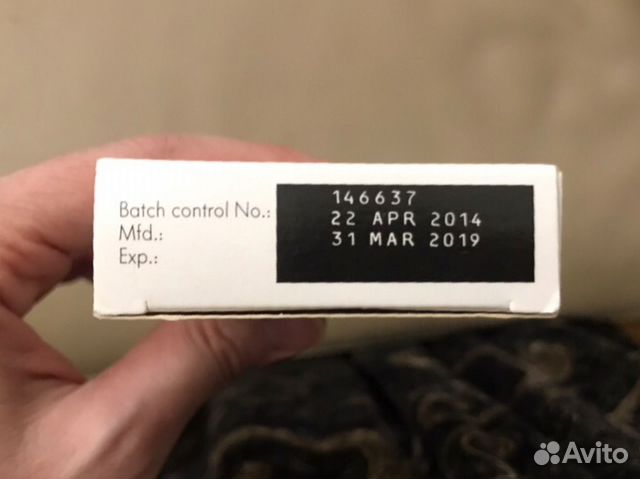 Batch control No.: 146637
Mfd.: 22 APR 2014
Exp.: 31 MAR 2019
Avito